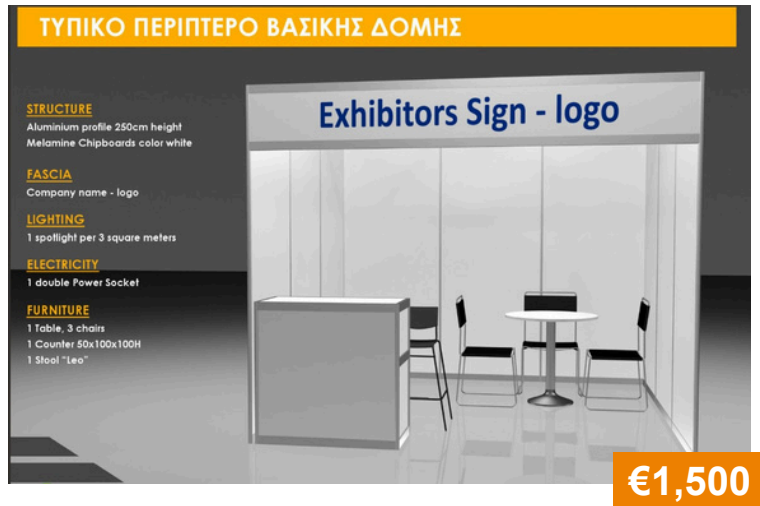 ΤΥΠΙΚΟ ΠΕΡΙΠΤΕΡΟ ΒΑΣΙΚΗΣ ΔΟΜΗΣ
STRUCTURE
Aluminium profile 250cm height
Melamine Chipboards color white
FASCIA
Company name - logo
LIGHTING
1 spotlight per 3 square meters
ELECTRICITY
1 double Power Socket
FURNITURE
1 Table, 3 chairs
1 Counter 50x100x100H
1 Stool "Leo"
Exhibitors Sign - logo
€1,500